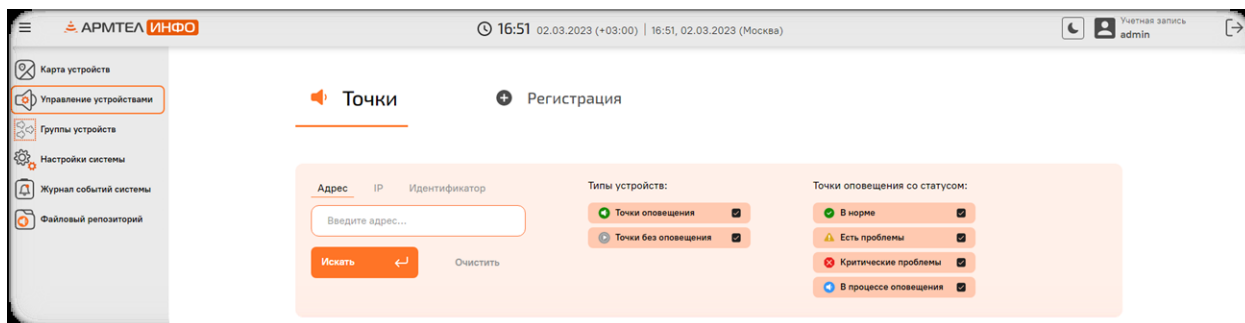 АРМТЕЛ ИНФО
16:51 02.03.2023 (+03:00) | 16:51, 02.03.2023 (Москва)
Учетная запись
admin
Карта устройств
Управление устройствами
Группы устройств
Настройки системы
Журнал событий системы
Файловый репозиторий
Точки
Регистрация
Адрес IP Идентификатор
Введите адрес...
Искать Очистить
Типы устройств:
Точки оповещения
Точки без оповещения
Точки оповещения со статусом:
В норме
Есть проблемы
Критические проблемы
В процессе оповещения